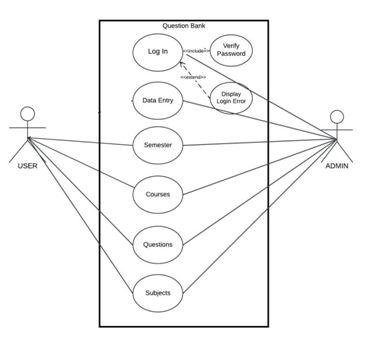 Question Bank
Log In
<<include>>
Verify
Password
<<extend>>
Display
Login Error
Data Entry
Semester
USER
ADMIN
Courses
Questions
Subjects